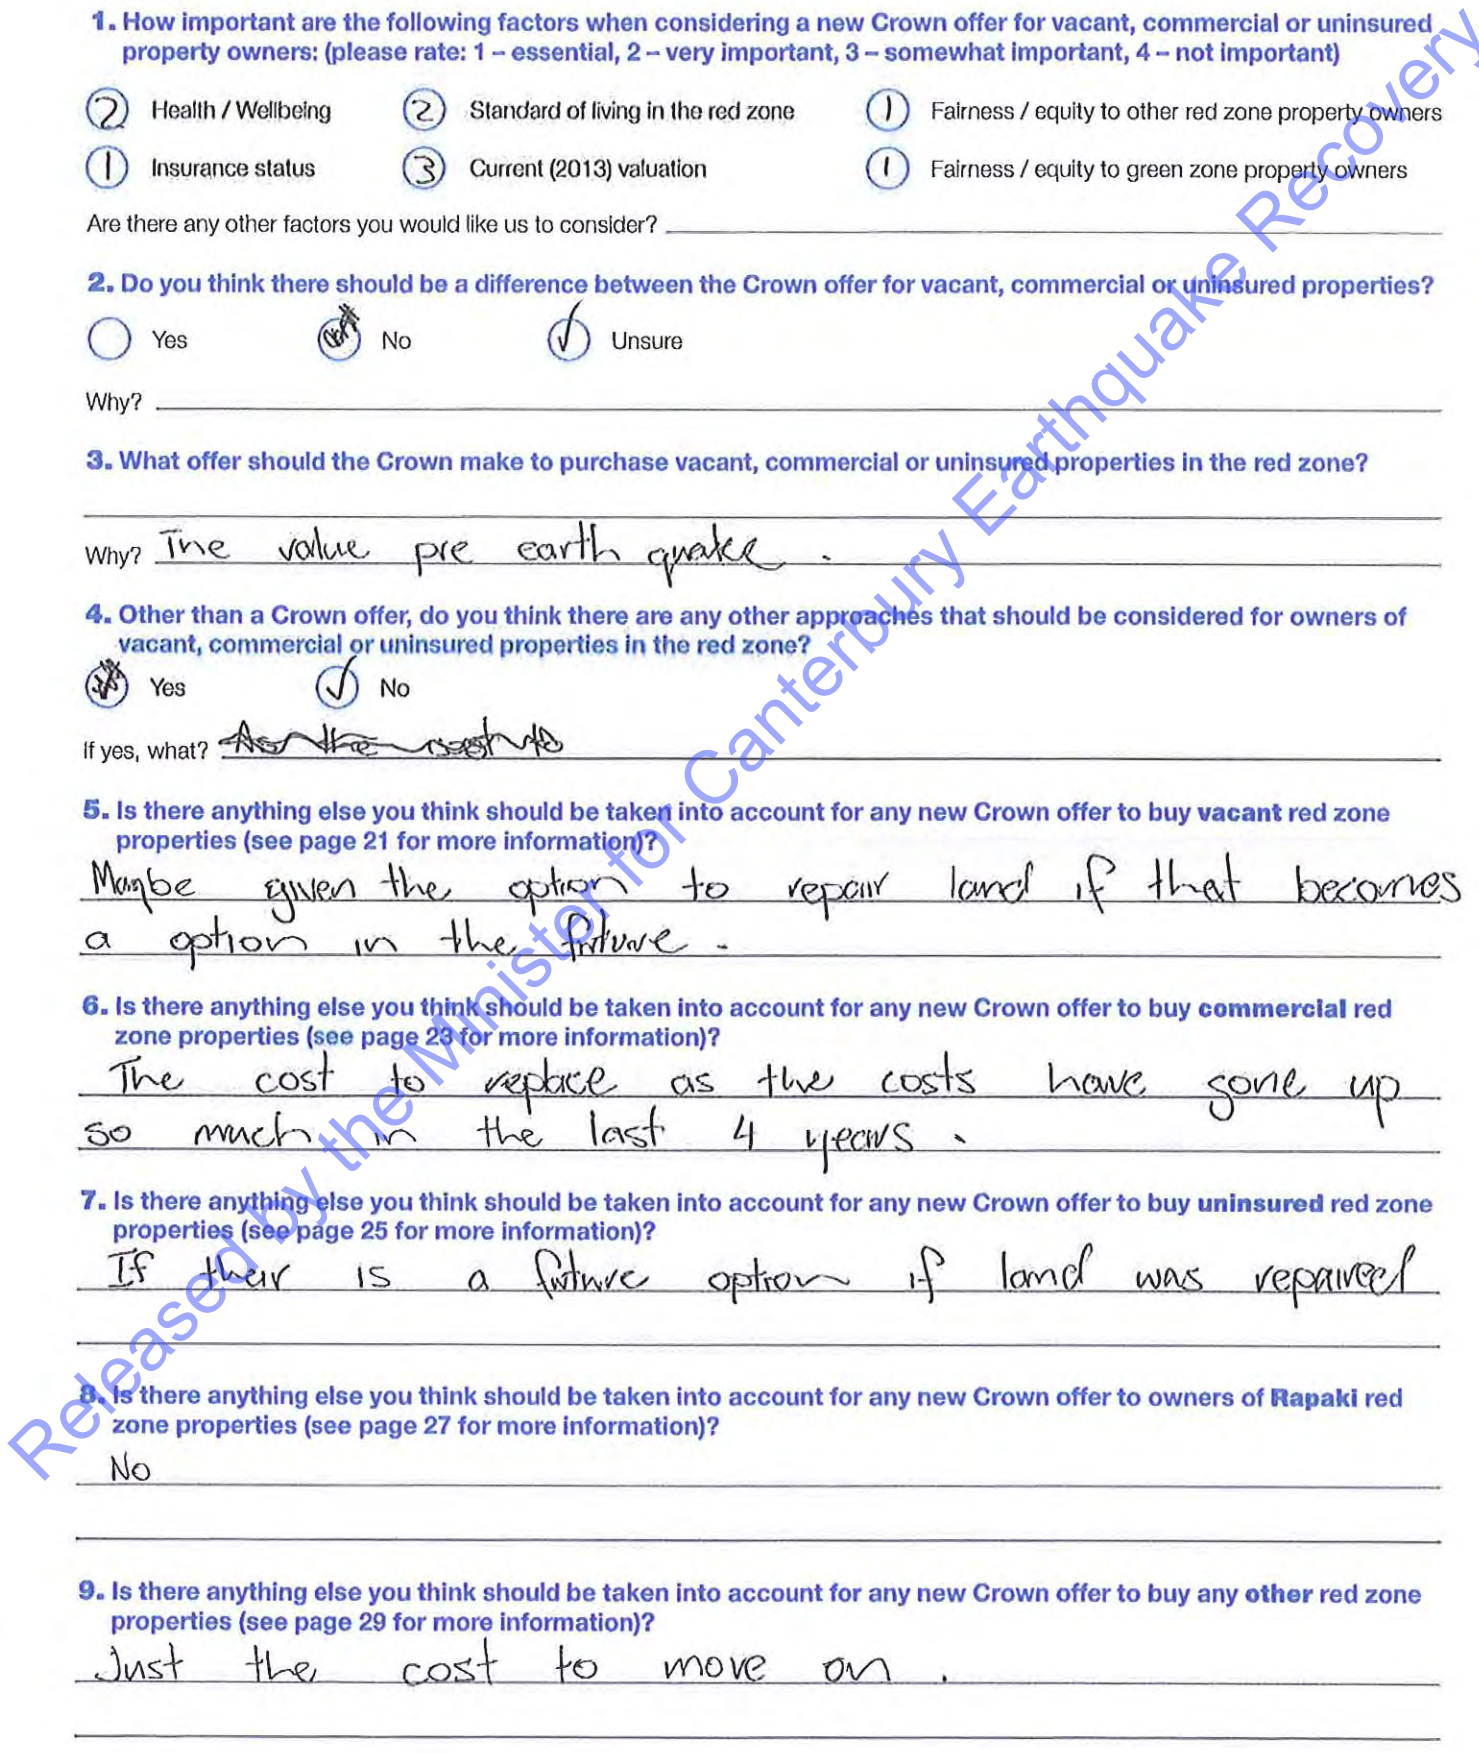 1. How important are the following factors when considering a new Crown offer for vacant, commercial or uninsured
property owners: (please rate: 1 – essential, 2 – very important, 3 – somewhat important, 4 – not important)
2 Health / Wellbeing 2 Standard of living in the red zone 1 Fairness / equity to other red zone property owners
1 Insurance status 3 Current (2013) valuation 1 Fairness / equity to green zone property owners
Are there any other factors you would like us to consider?
2. Do you think there should be a difference between the Crown offer for vacant, commercial or uninsured properties?
Yes No ✓ Unsure
Why?
3. What offer should the Crown make to purchase vacant, commercial or uninsured properties in the red zone?
Why? The value pre earth quake .
4. Other than a Crown offer, do you think there are any other approaches that should be considered for owners of
vacant, commercial or uninsured properties in the red zone?
Yes ✓ No
If yes, what?
5. Is there anything else you think should be taken into account for any new Crown offer to buy vacant red zone
properties (see page 21 for more information)?
Maybe given the option to repair land if that becomes
a option in the future .
6. Is there anything else you think should be taken into account for any new Crown offer to buy commercial red
zone properties (see page 23 for more information)?
The cost to replace as the costs have gone up
so much in the last 4 years .
7. Is there anything else you think should be taken into account for any new Crown offer to buy uninsured red zone
properties (see page 25 for more information)?
If their is a future option if land was repaired
8. Is there anything else you think should be taken into account for any new Crown offer to owners of Rapaki red
zone properties (see page 27 for more information)?
No
9. Is there anything else you think should be taken into account for any new Crown offer to buy any other red zone
properties (see page 29 for more information)?
Just the cost to move on .
Released by the Minister for Canterbury Earthquake Recovery